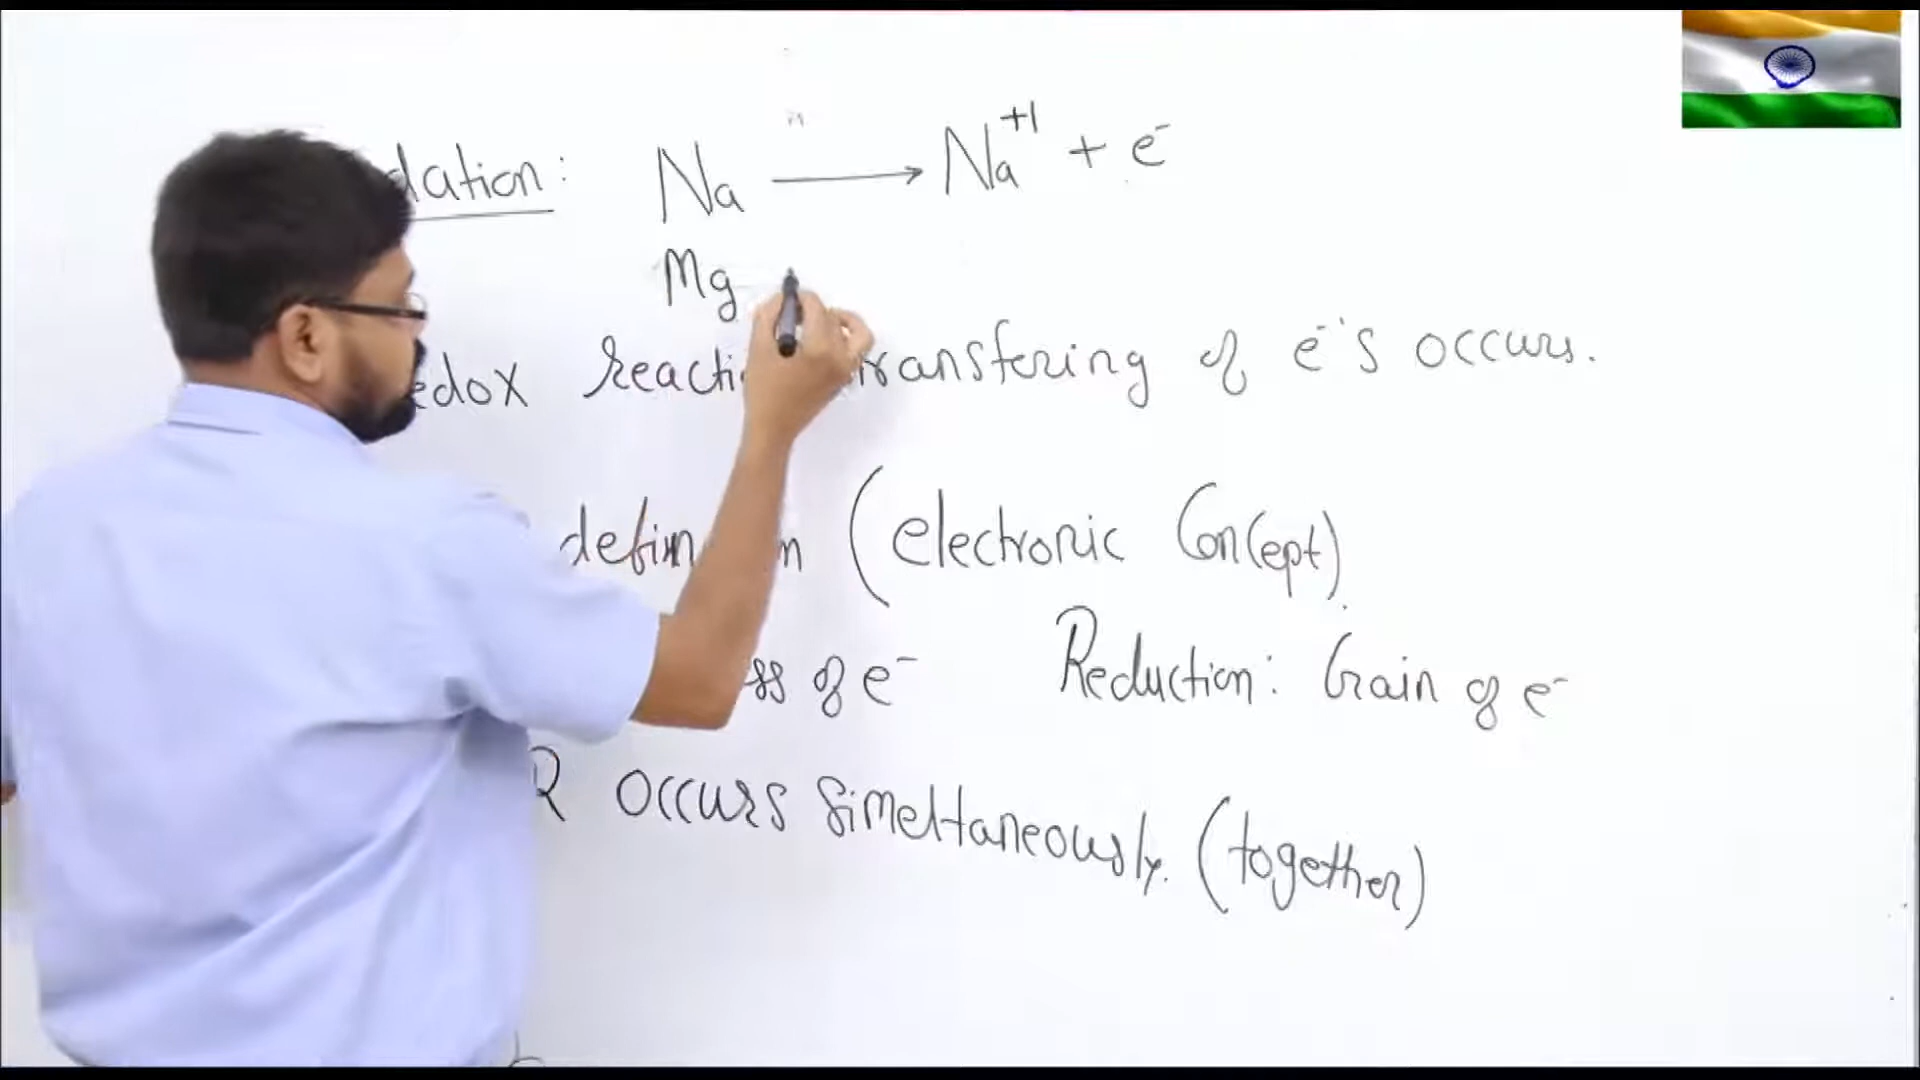 dation: Na ⟶ Na⁺¹ + e⁻
Mg
edox reacti ransfering of e⁻'s occurs.
defin n (electronic Concept)
ss of e⁻ Reduction: Gain of e⁻
R occurs simeltaneously. (together)